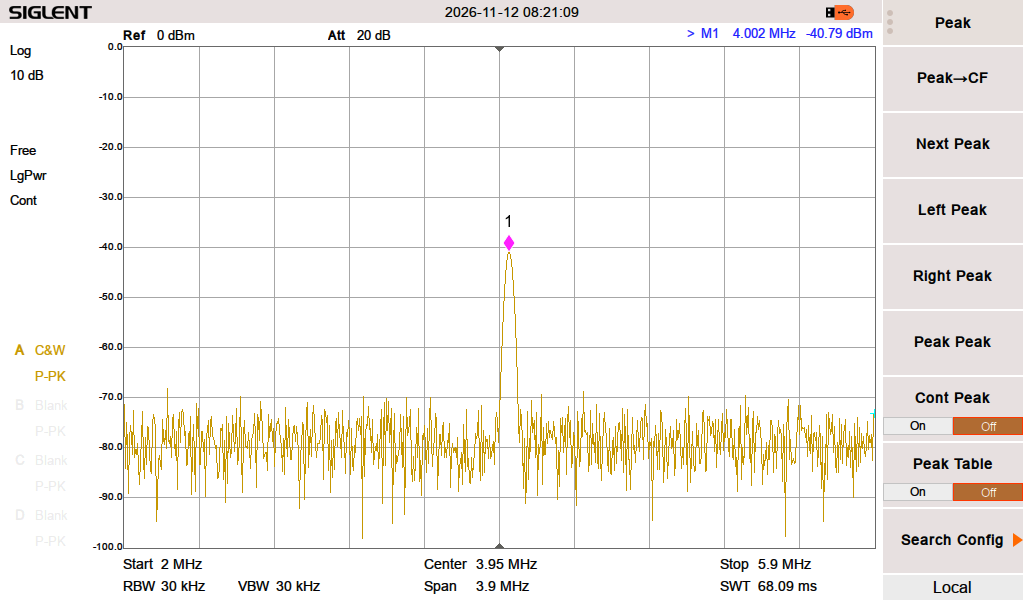 SIGLENT 2026-11-12 08:21:09
Ref 0 dBm Att 20 dB > M1 4.002 MHz -40.79 dBm
Log
10 dB
Free
LgPwr
Cont
A C&W
P-PK
B Blank
P-PK
C Blank
P-PK
D Blank
P-PK
0.0
-10.0
-20.0
-30.0
-40.0
-50.0
-60.0
-70.0
-80.0
-90.0
-100.0
1
Start 2 MHz Center 3.95 MHz Stop 5.9 MHz
RBW 30 kHz VBW 30 kHz Span 3.9 MHz SWT 68.09 ms
Peak
Peak→CF
Next Peak
Left Peak
Right Peak
Peak Peak
Cont Peak
On Off
Peak Table
On Off
Search Config
Local